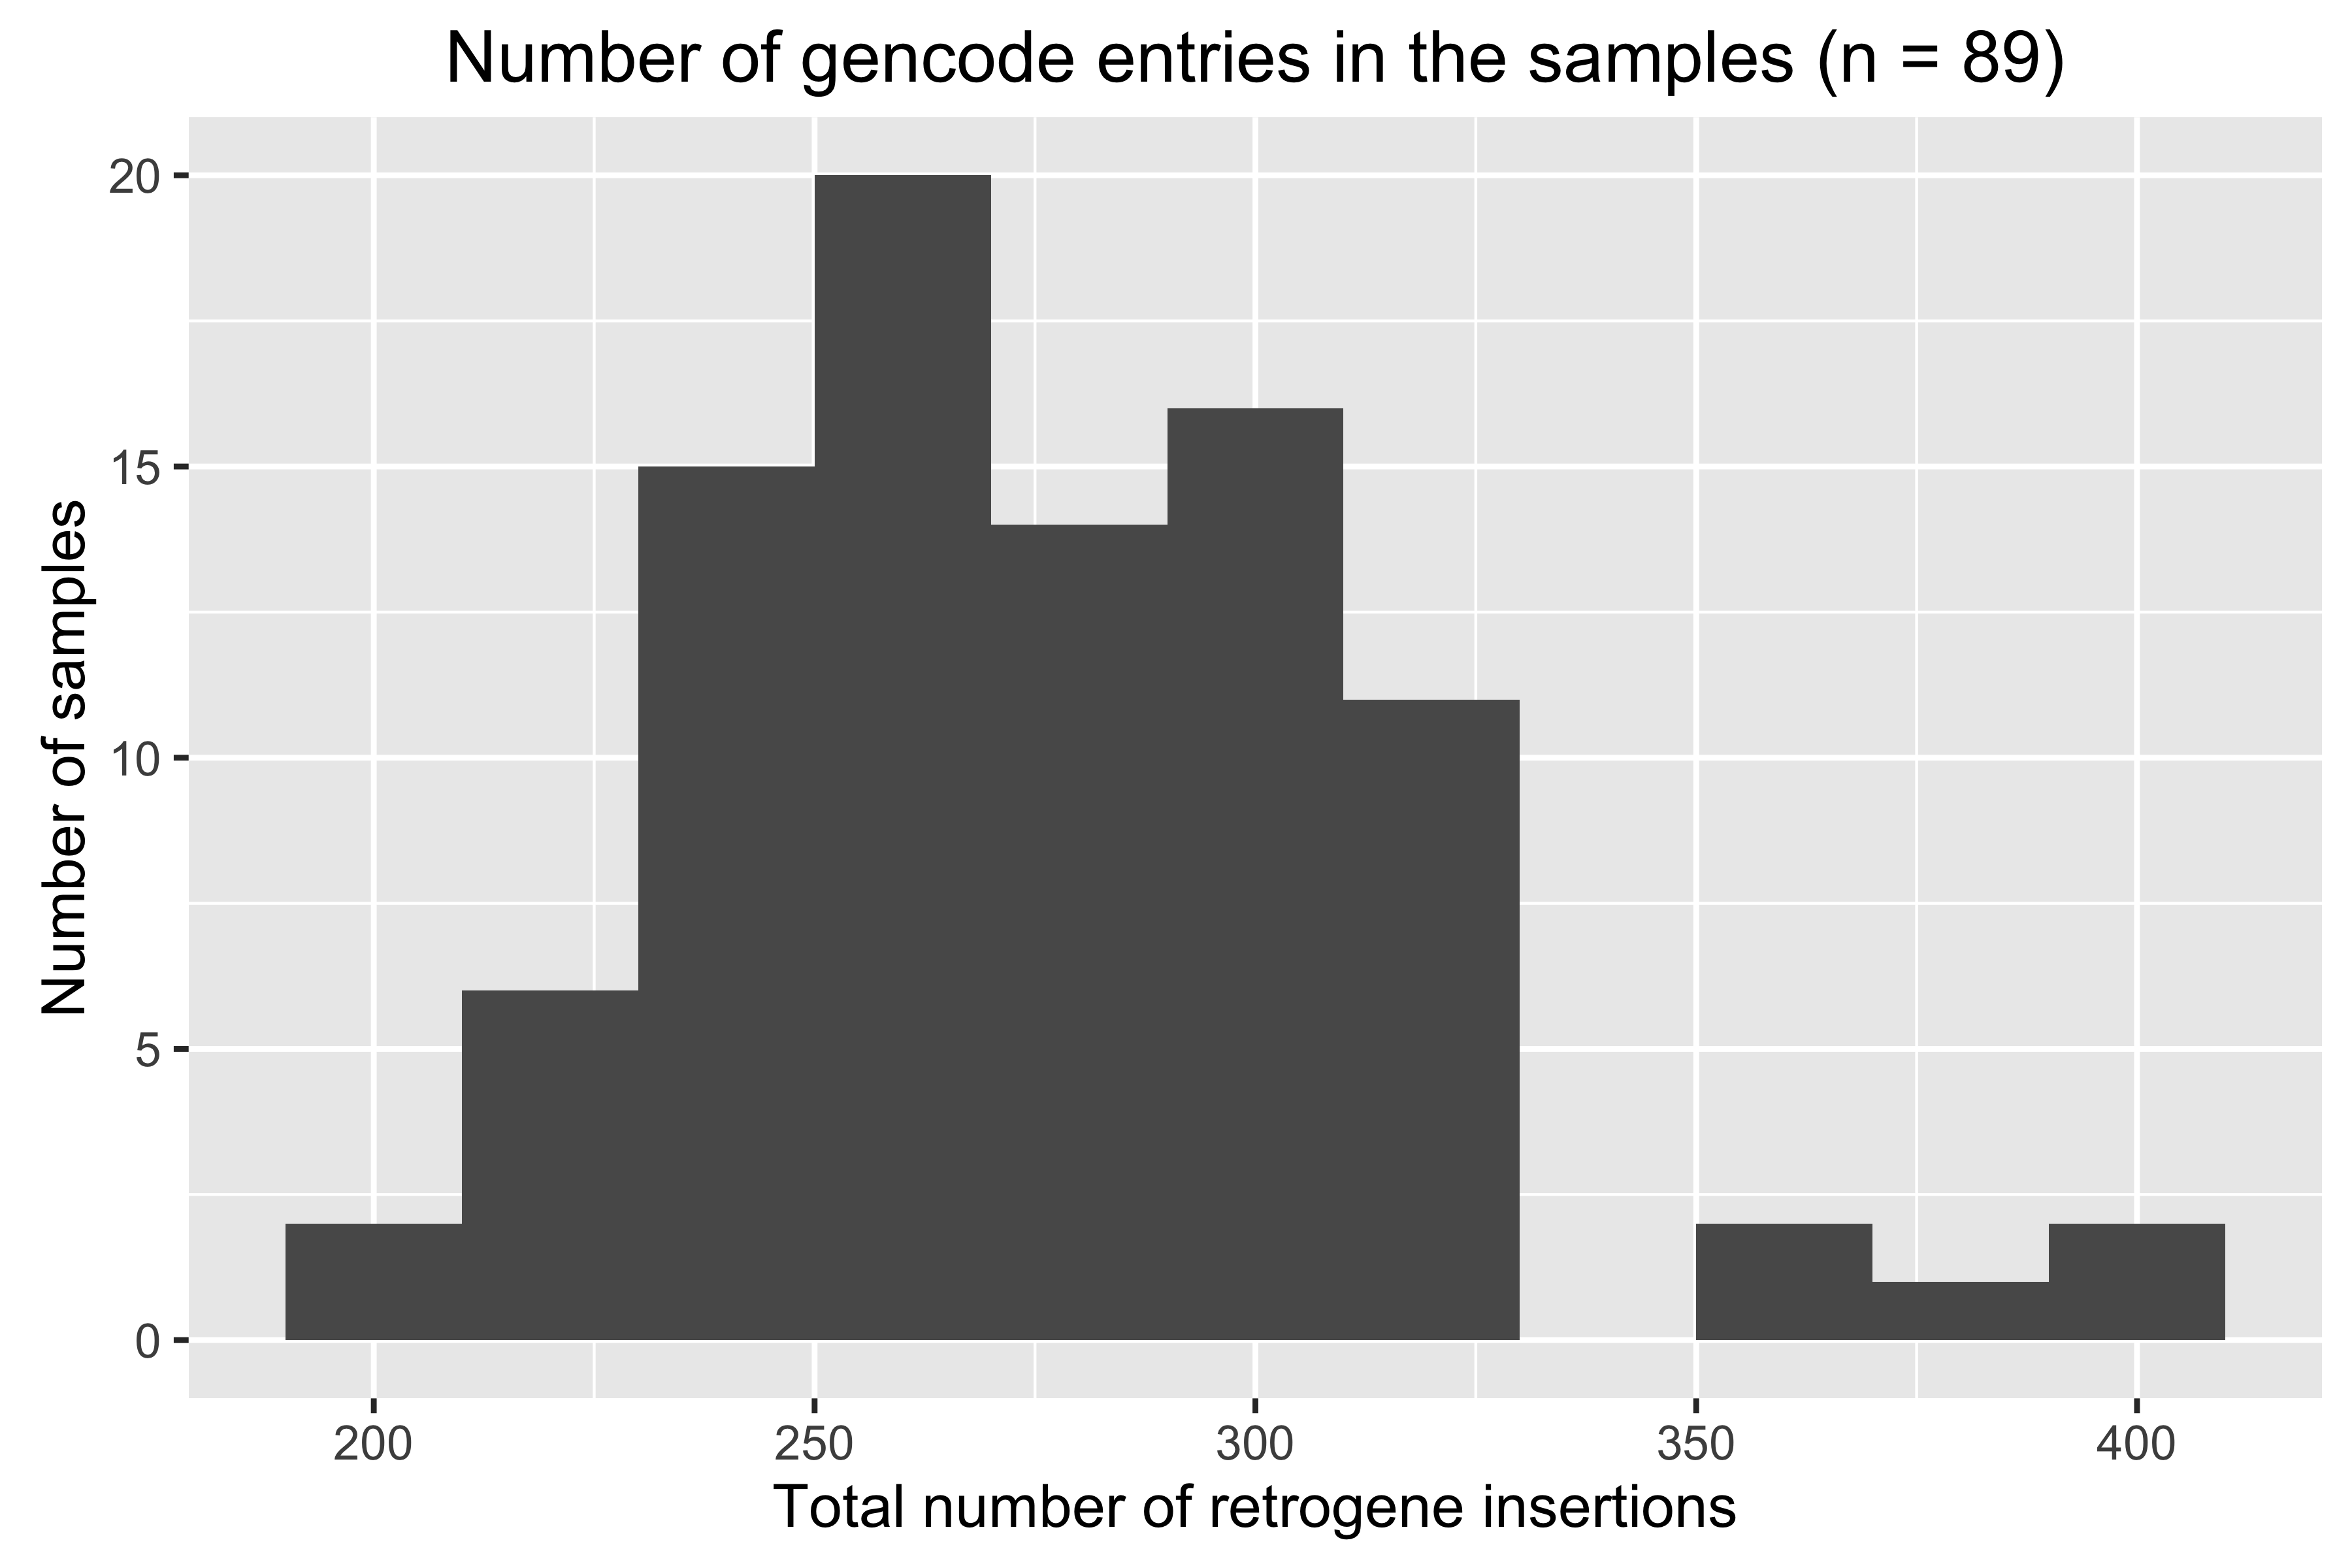 Number of gencode entries in the samples (n = 89)
Number of samples
20
15
10
5
0
200 250 300 350 400
Total number of retrogene insertions